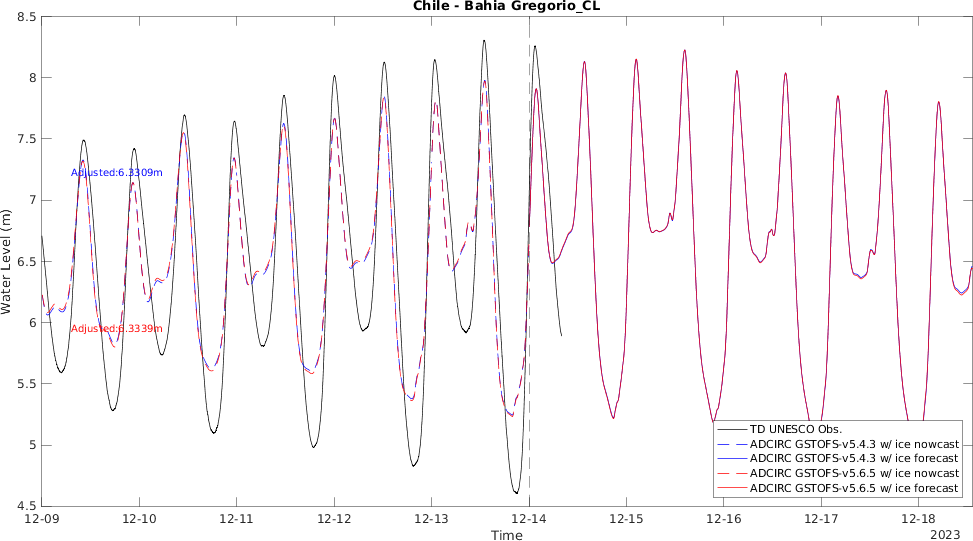 Chile - Bahia Gregorio_CL
8.5
8
7.5
7
6.5
6
5.5
5
4.5
Water Level (m)
Adjusted:6.3309m
Adjusted:6.3339m
TD UNESCO Obs.
ADCIRC GSTOFS-v5.4.3 w/ ice nowcast
ADCIRC GSTOFS-v5.4.3 w/ ice forecast
ADCIRC GSTOFS-v5.6.5 w/ ice nowcast
ADCIRC GSTOFS-v5.6.5 w/ ice forecast
12-09 12-10 12-11 12-12 12-13 12-14 12-15 12-16 12-17 12-18
Time
2023